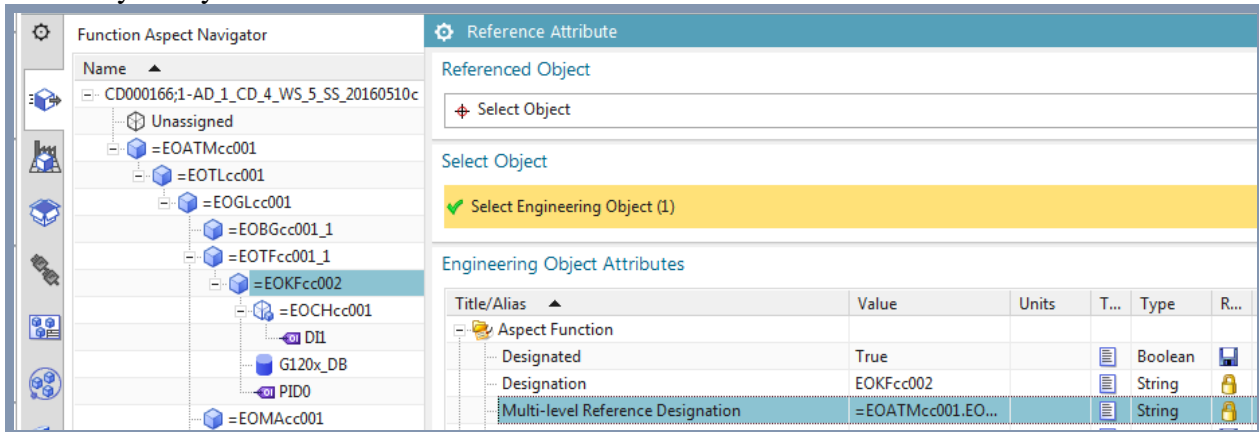 Function Aspect Navigator
Name
CD000166;1-AD_1_CD_4_WS_5_SS_20160510c
Unassigned
=EOATMcc001
=EOTLcc001
=EOGLcc001
=EOBGcc001_1
=EOTFcc001_1
=EOKFcc002
=EOCHcc001
DI1
G120x_DB
PID0
=EOMAcc001
Reference Attribute
Referenced Object
Select Object
Select Object
Select Engineering Object (1)
Engineering Object Attributes
Title/Alias Value Units T... Type R...
Aspect Function
Designated True Boolean
Designation EOKFcc002 String
Multi-level Reference Designation =EOATMcc001.EO... String